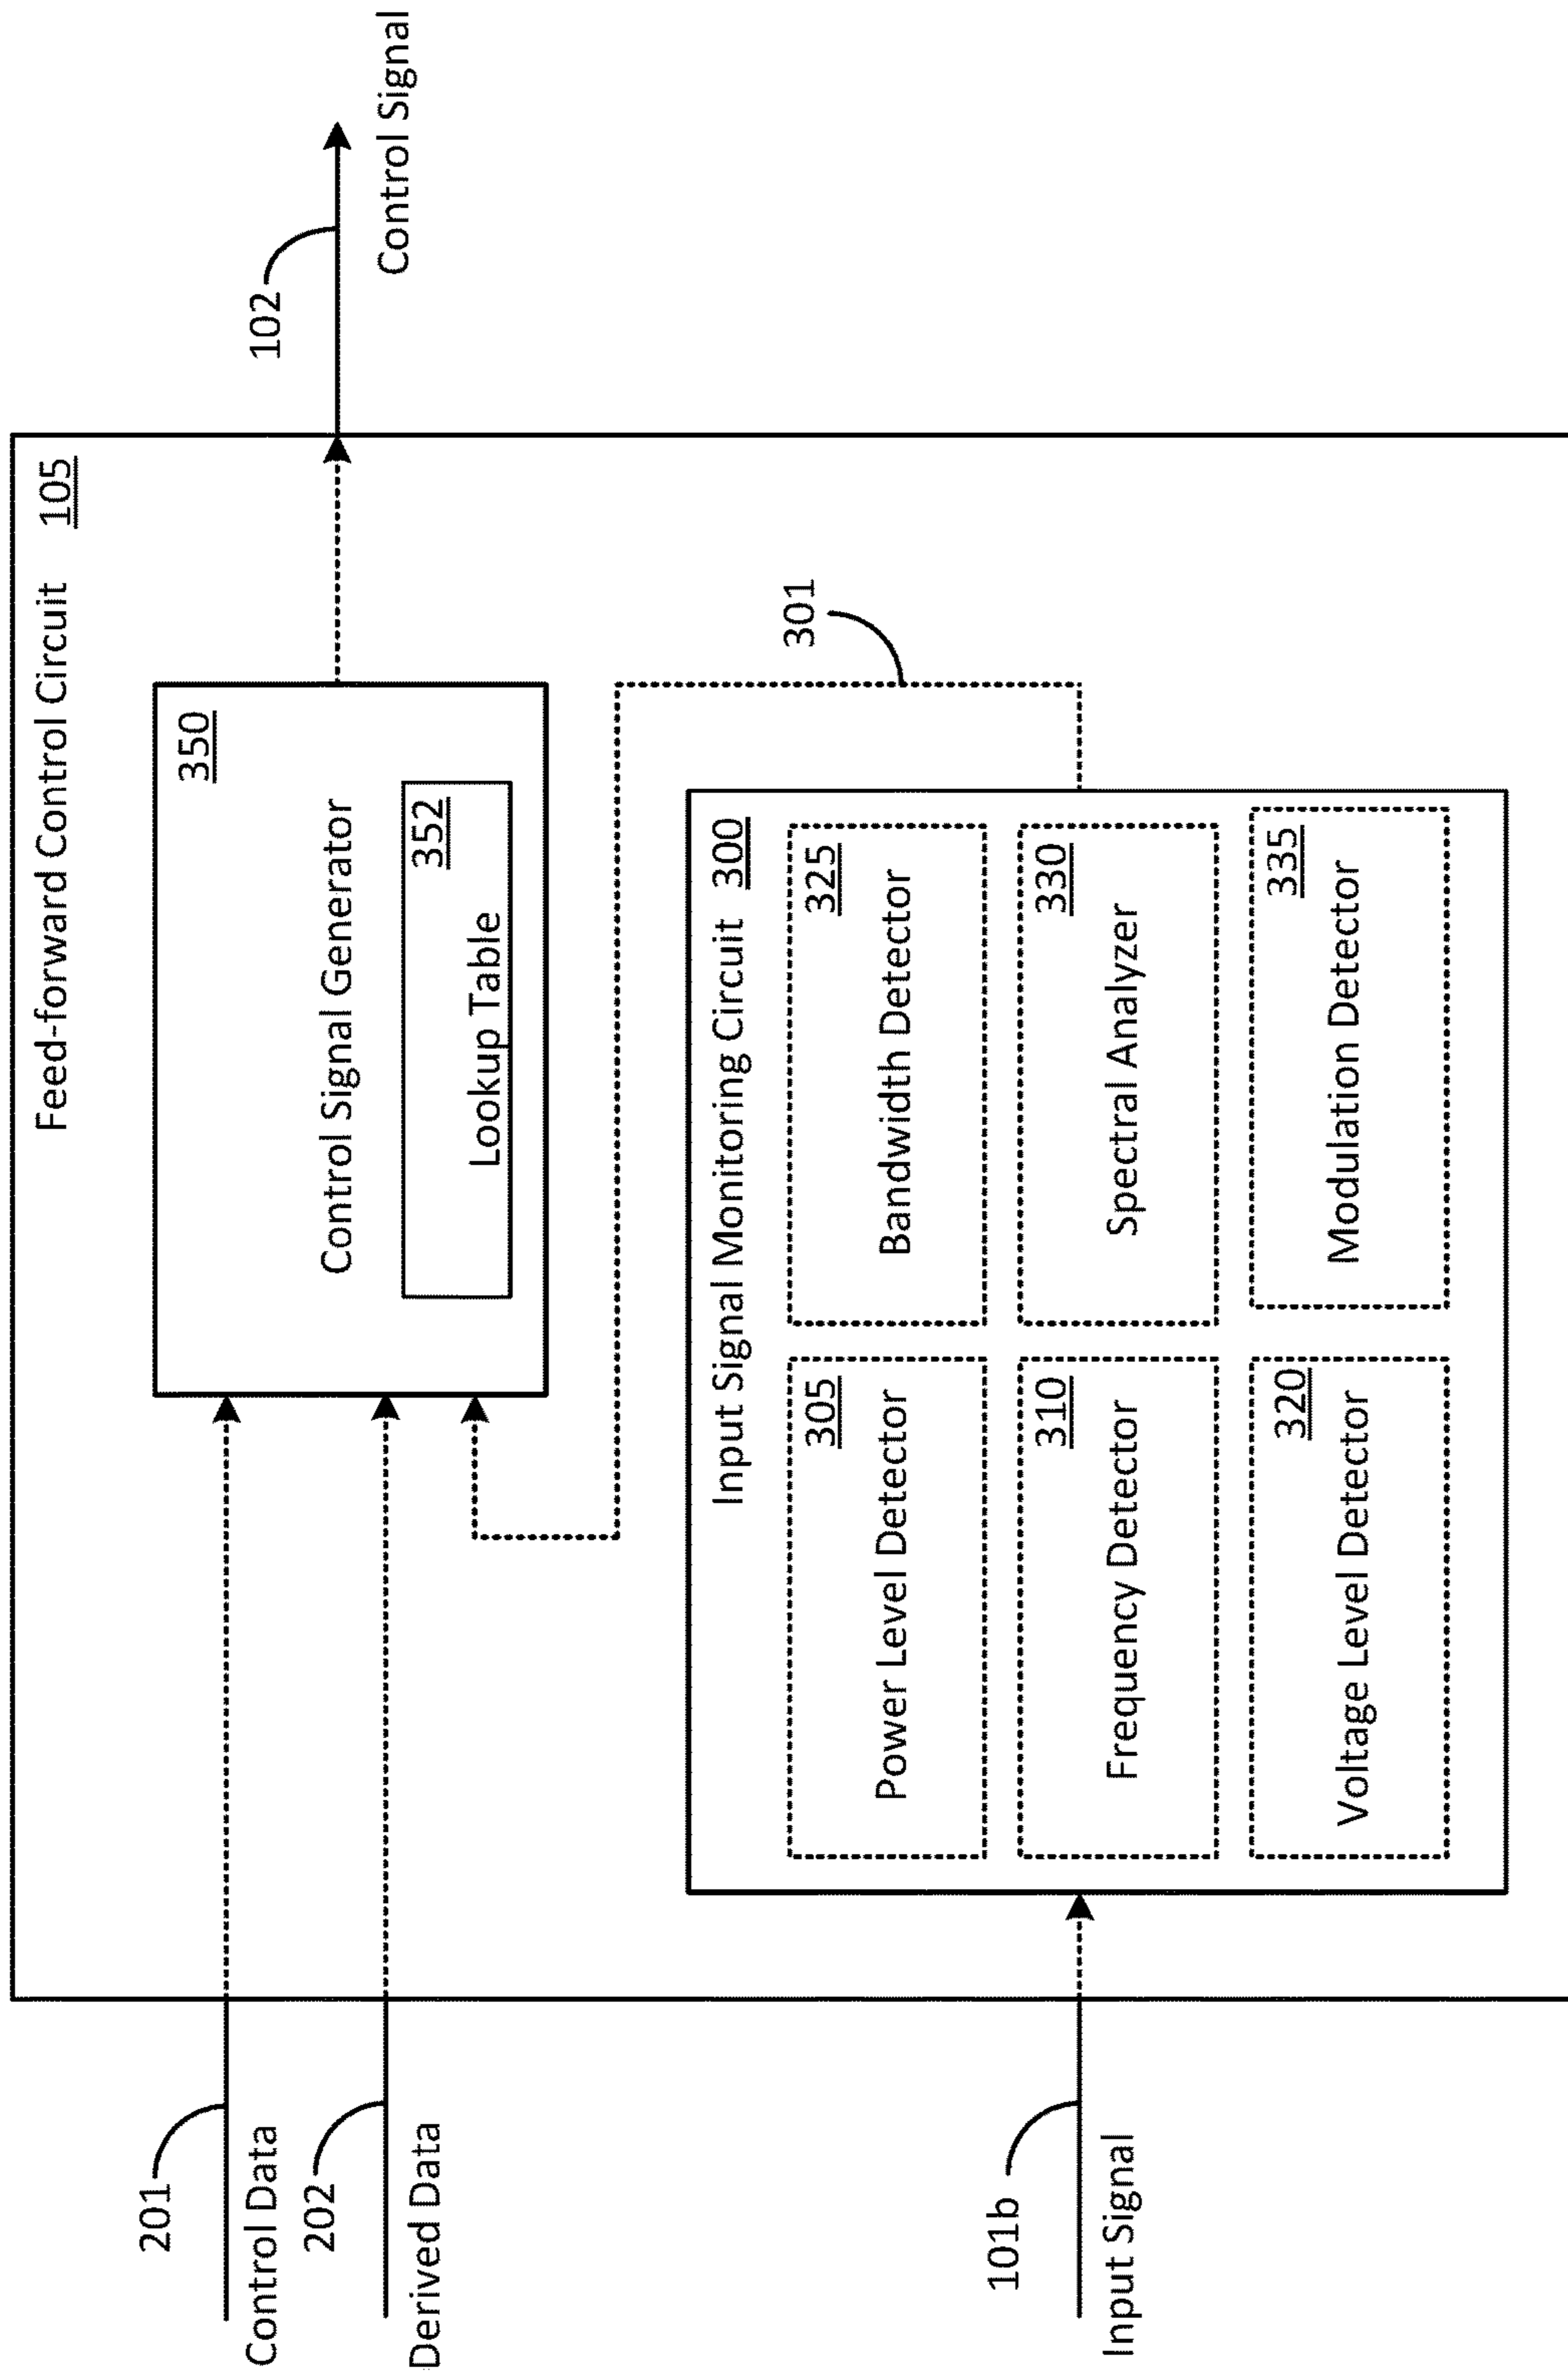 Feed-forward Control Circuit 105
201
Control Data
202
Derived Data
350
Control Signal Generator
352
Lookup Table
102
Control Signal
301
Input Signal Monitoring Circuit 300
305
Power Level Detector
325
Bandwidth Detector
310
Frequency Detector
330
Spectral Analyzer
320
Voltage Level Detector
335
Modulation Detector
101b
Input Signal